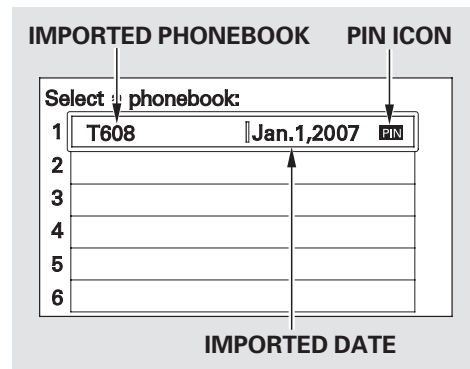 IMPORTED PHONEBOOK PIN ICON
Select a phonebook:
1 T608 Jan.1,2007 PIN
2
3
4
5
6
IMPORTED DATE